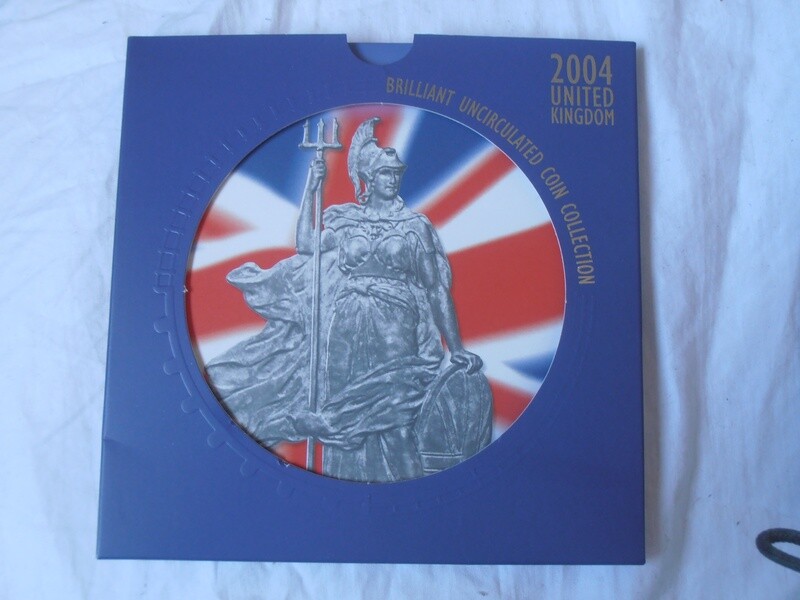 2004
UNITED
KINGDOM
BRILLIANT UNCIRCULATED COIN COLLECTION